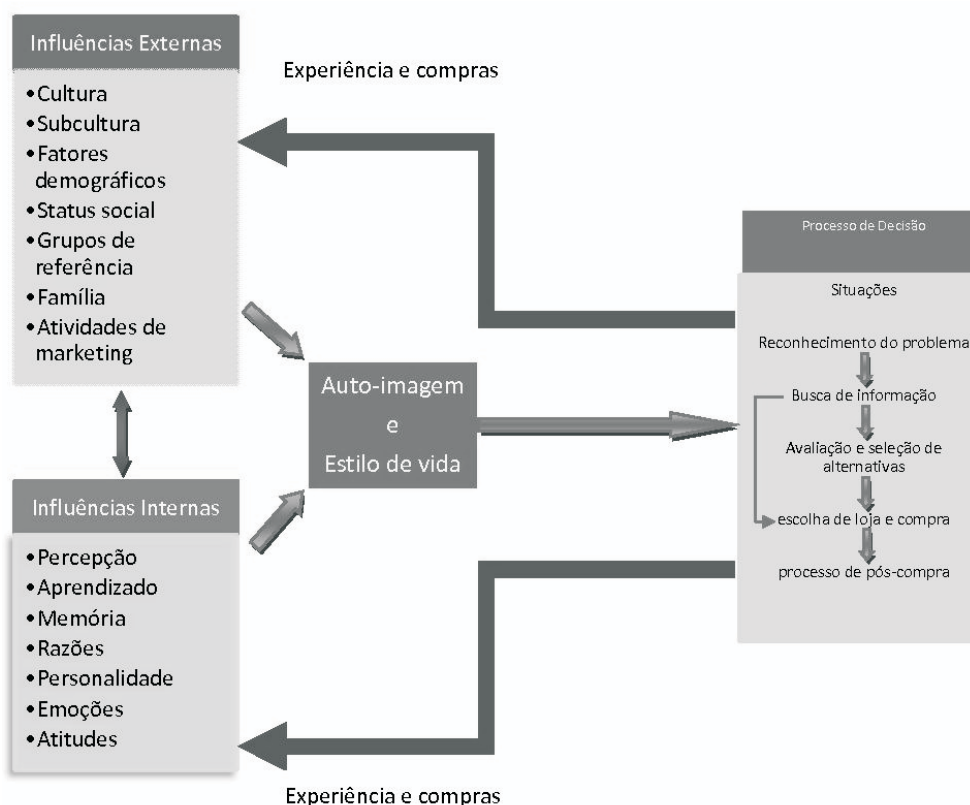 Influências Externas
•Cultura
•Subcultura
•Fatores
demográficos
•Status social
•Grupos de
referência
•Família
•Atividades de
marketing
Experiência e compras
Auto-imagem
e
Estilo de vida
Influências Internas
•Percepção
•Aprendizado
•Memória
•Razões
•Personalidade
•Emoções
•Atitudes
Experiência e compras
Processo de Decisão
Situações
Reconhecimento do problema
Busca de informação
Avaliação e seleção de
alternativas
escolha de loja e compra
processo de pós-compra